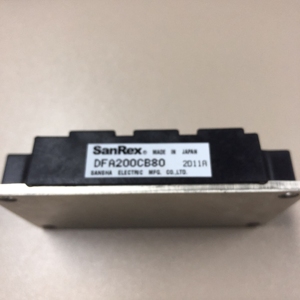 SanRex® MADE IN JAPAN
DFA200CB80 2011A
SANSHA ELECTRIC MFG. CO.,LTD.